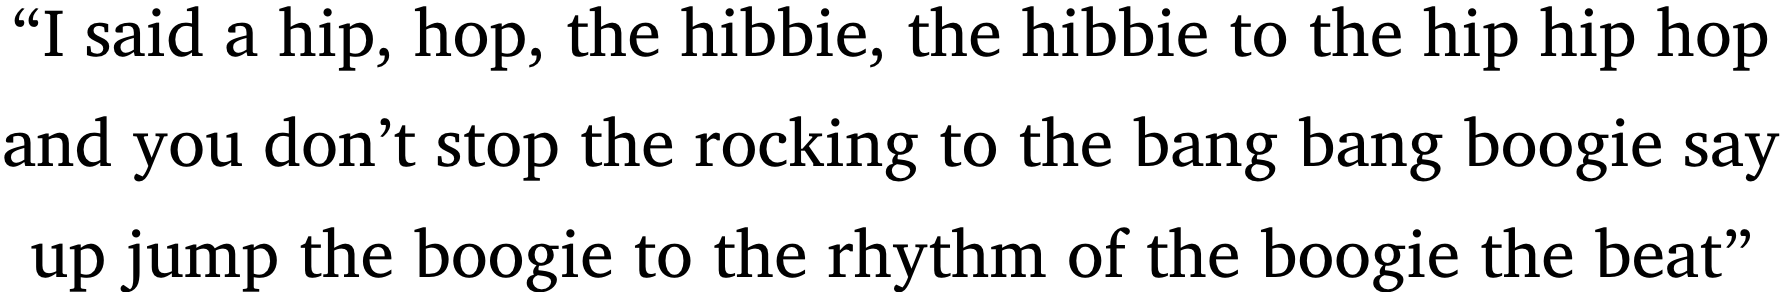 “I said a hip, hop, the hibbie, the hibbie to the hip hip hop
and you don’t stop the rocking to the bang bang boogie say
up jump the boogie to the rhythm of the boogie the beat”